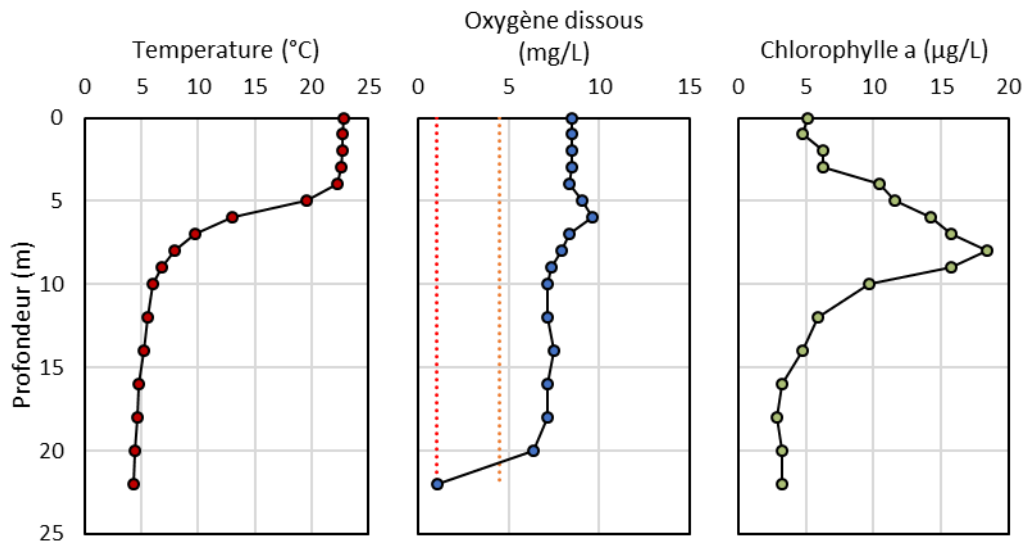 Oxygène dissous
Temperature (°C) (mg/L) Chlorophylle a (µg/L)
0 5 10 15 20 25 0 5 10 15 0 5 10 15 20
0
5
10
15
20
25
Profondeur (m)